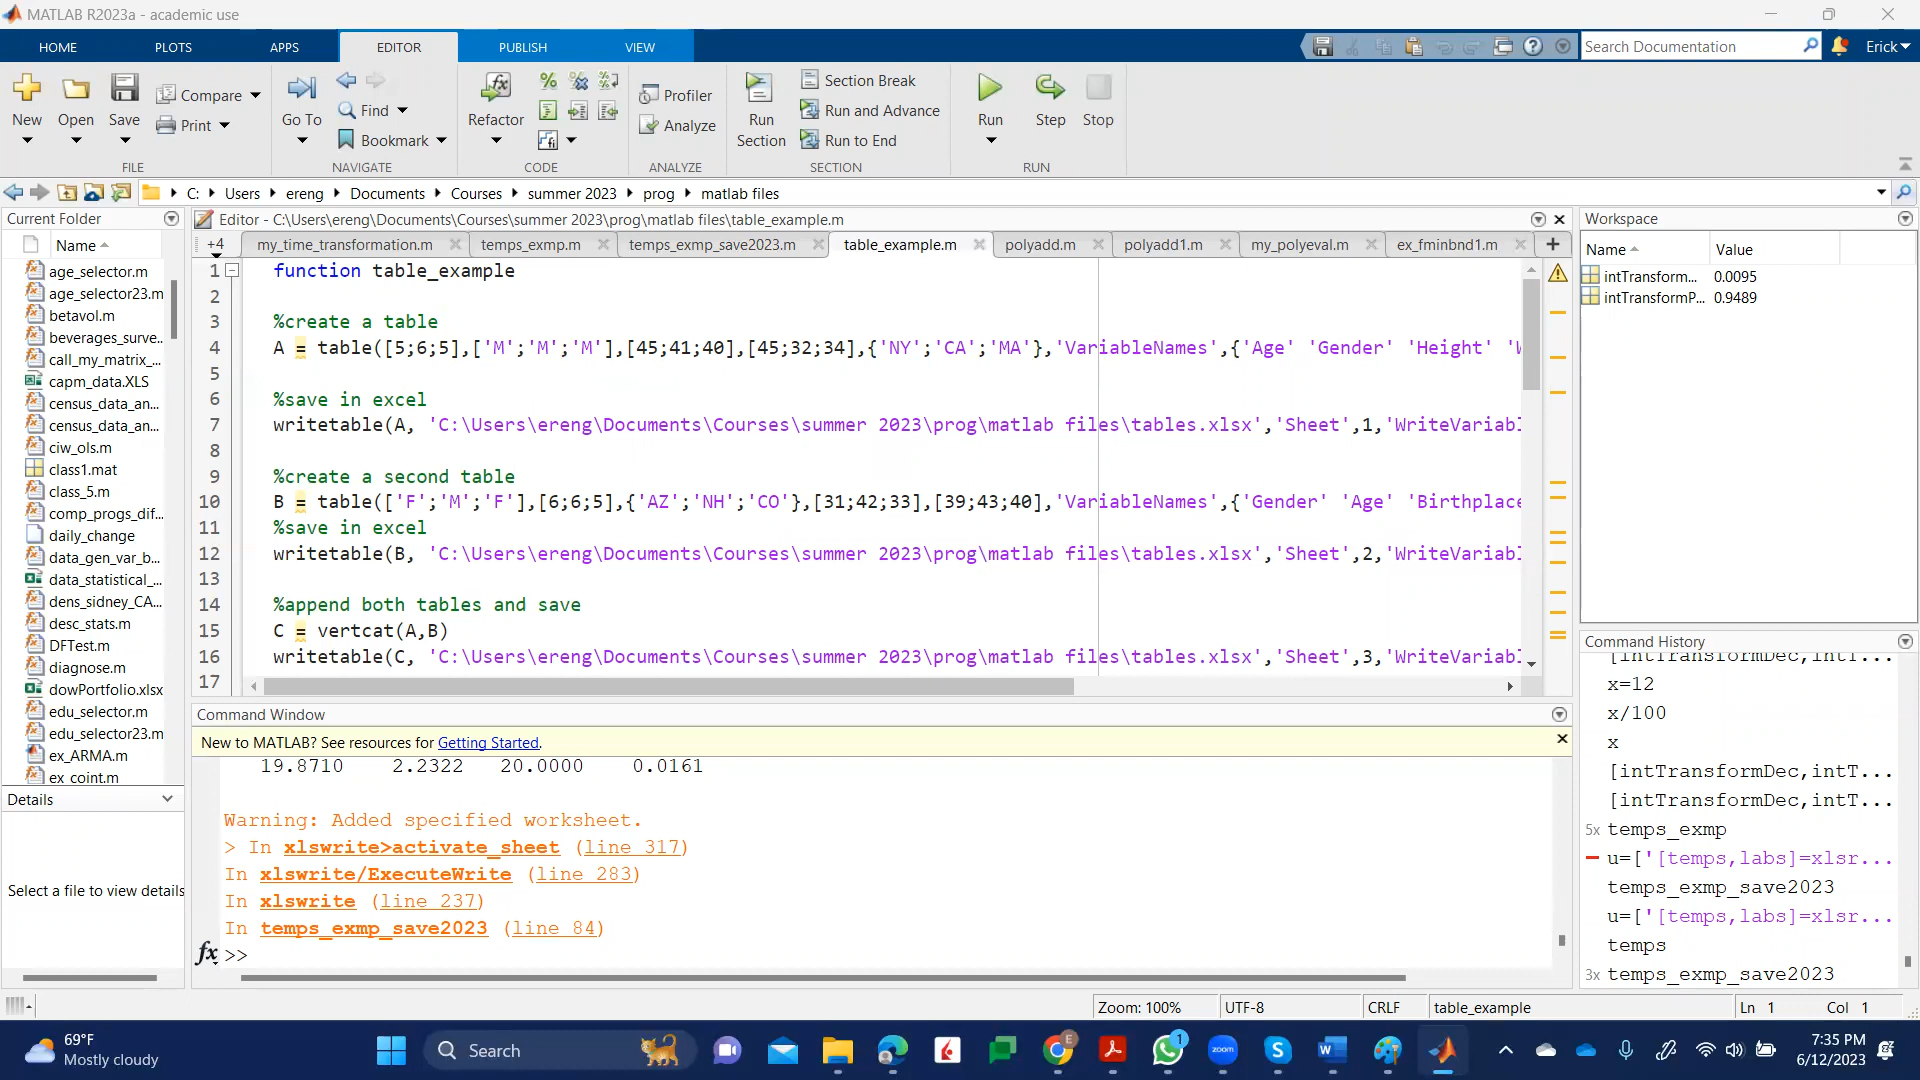 MATLAB R2023a - academic use
HOME PLOTS APPS EDITOR PUBLISH VIEW Search Documentation Erick
New Open Save Compare Print
Go To Find Bookmark
Refactor
Profiler Analyze
Run Section Section Break Run and Advance Run to End
Run Step Stop
FILE NAVIGATE CODE ANALYZE SECTION RUN
C: Users ereng Documents Courses summer 2023 prog matlab files
Current Folder
Name
age_selector.m
age_selector23.m
betavol.m
beverages_surve...
call_my_matrix_...
capm_data.XLS
census_data_an...
census_data_an...
ciw_ols.m
class1.mat
class_5.m
comp_progs_dif...
daily_change
data_gen_var_b...
data_statistical_...
dens_sidney_CA...
desc_stats.m
DFTest.m
diagnose.m
dowPortfolio.xlsx
edu_selector.m
edu_selector23.m
ex_ARMA.m
ex_coint.m
Details
Select a file to view details
Editor - C:\Users\ereng\Documents\Courses\summer 2023\prog\matlab files\table_example.m
+4 my_time_transformation.m temps_exmp.m temps_exmp_save2023.m table_example.m polyadd.m polyadd1.m my_polyeval.m ex_fminbnd1.m
1 function table_example
2
3 %create a table
4 A = table([5;6;5],['M';'M';'M'],[45;41;40],[45;32;34],{'NY';'CA';'MA'},'VariableNames',{'Age' 'Gender' 'Height'
5
6 %save in excel
7 writetable(A, 'C:\Users\ereng\Documents\Courses\summer 2023\prog\matlab files\tables.xlsx','Sheet',1,'WriteVariabl
8
9 %create a second table
10 B = table(['F';'M';'F'],[6;6;5],{'AZ';'NH';'CO'},[31;42;33],[39;43;40],'VariableNames',{'Gender' 'Age' 'Birthplace
11 %save in excel
12 writetable(B, 'C:\Users\ereng\Documents\Courses\summer 2023\prog\matlab files\tables.xlsx','Sheet',2,'WriteVariabl
13
14 %append both tables and save
15 C = vertcat(A,B)
16 writetable(C, 'C:\Users\ereng\Documents\Courses\summer 2023\prog\matlab files\tables.xlsx','Sheet',3,'WriteVariabl
17
Command Window
New to MATLAB? See resources for Getting Started.
19.8710 2.2322 20.0000 0.0161
Warning: Added specified worksheet.
> In xlswrite>activate_sheet (line 317)
In xlswrite/ExecuteWrite (line 283)
In xlswrite (line 237)
In temps_exmp_save2023 (line 84)
fx >>
Workspace
Name Value
intTransform... 0.0095
intTransformP... 0.9489
Command History
[intTransformDec,intT...
x=12
x/100
x
[intTransformDec,intT...
[intTransformDec,intT...
5x temps_exmp
u=['[temps,labs]=xlsr...
temps_exmp_save2023
u=['[temps,labs]=xlsr...
temps
3x temps_exmp_save2023
Zoom: 100% UTF-8 CRLF table_example Ln 1 Col 1
69°F
Mostly cloudy
Search
zoom
E
1
7:35 PM
6/12/2023